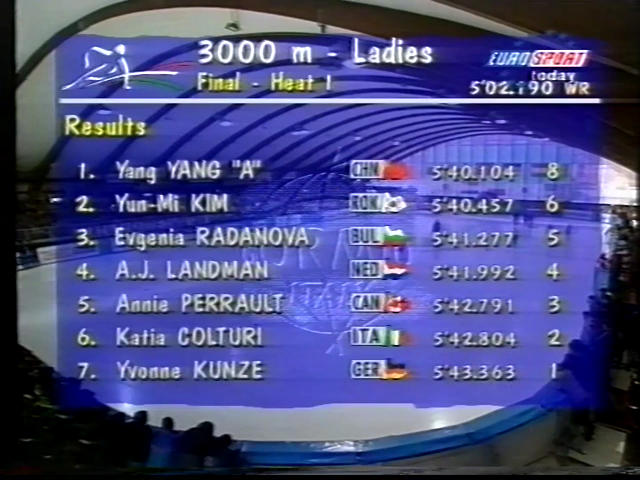 3000 m - Ladies
EUROSPORT
Final - Heat 1
today
5'02.190 WR
Results
1. Yang YANG "A" CHN 5'40.104 8
2. Yun-Mi KIM ROK 5'40.457 6
3. Evgenia RADANOVA BUL 5'41.277 5
4. A.J. LANDMAN NED 5'41.992 4
5. Annie PERRAULT CAN 5'42.791 3
6. Katia COLTURI ITA 5'42.804 2
7. Yvonne KUNZE GER 5'43.363 1